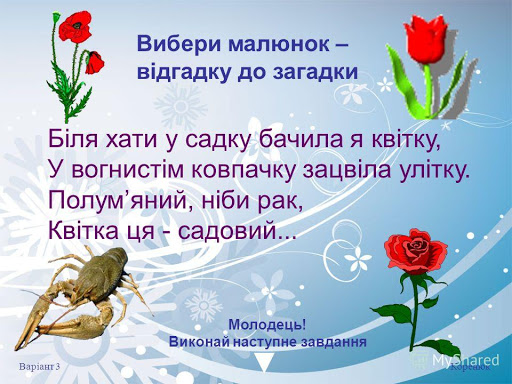 Вибери малюнок –
відгадку до загадки
Біля хати у садку бачила я квітку,
У вогнистім ковпачку зацвіла улітку.
Полум’яний, ніби рак,
Квітка ця - садовий...
Молодець!
Виконай наступне завдання
Варіант 3
MyShared